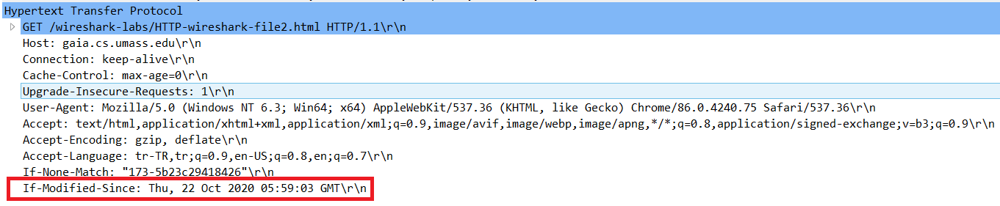 Hypertext Transfer Protocol
GET /wireshark-labs/HTTP-wireshark-file2.html HTTP/1.1\r\n
Host: gaia.cs.umass.edu\r\n
Connection: keep-alive\r\n
Cache-Control: max-age=0\r\n
Upgrade-Insecure-Requests: 1\r\n
User-Agent: Mozilla/5.0 (Windows NT 6.3; Win64; x64) AppleWebKit/537.36 (KHTML, like Gecko) Chrome/86.0.4240.75 Safari/537.36\r\n
Accept: text/html,application/xhtml+xml,application/xml;q=0.9,image/avif,image/webp,image/apng,*/*;q=0.8,application/signed-exchange;v=b3;q=0.9\r\n
Accept-Encoding: gzip, deflate\r\n
Accept-Language: tr-TR,tr;q=0.9,en-US;q=0.8,en;q=0.7\r\n
If-None-Match: "173-5b23c29418426"\r\n
If-Modified-Since: Thu, 22 Oct 2020 05:59:03 GMT\r\n